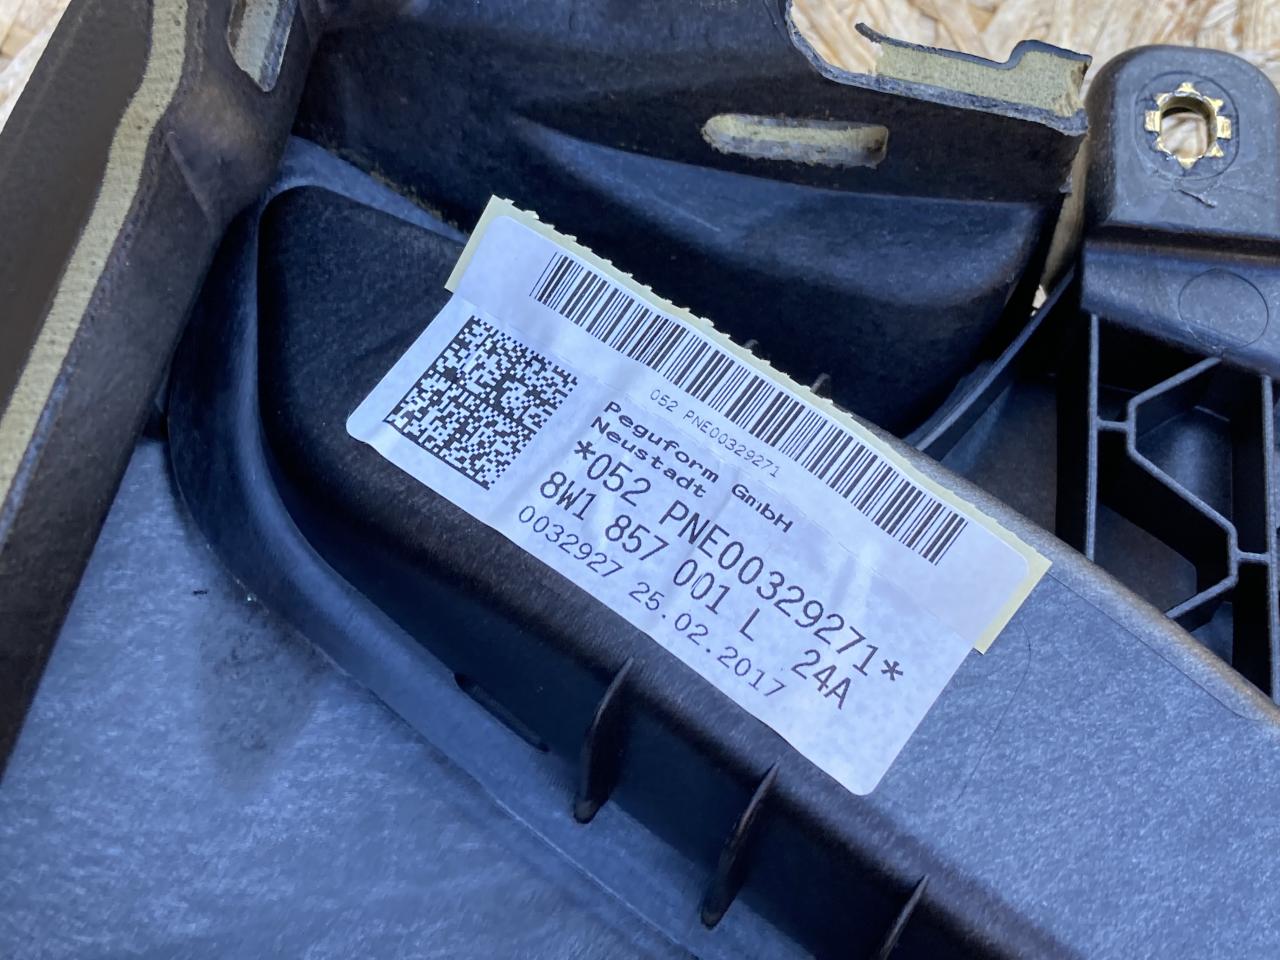 052 PNE00329271
Peguform GmbH
Neustadt
*052 PNE00329271*
8W1 857 001 L 24A
0032927 25.02.2017